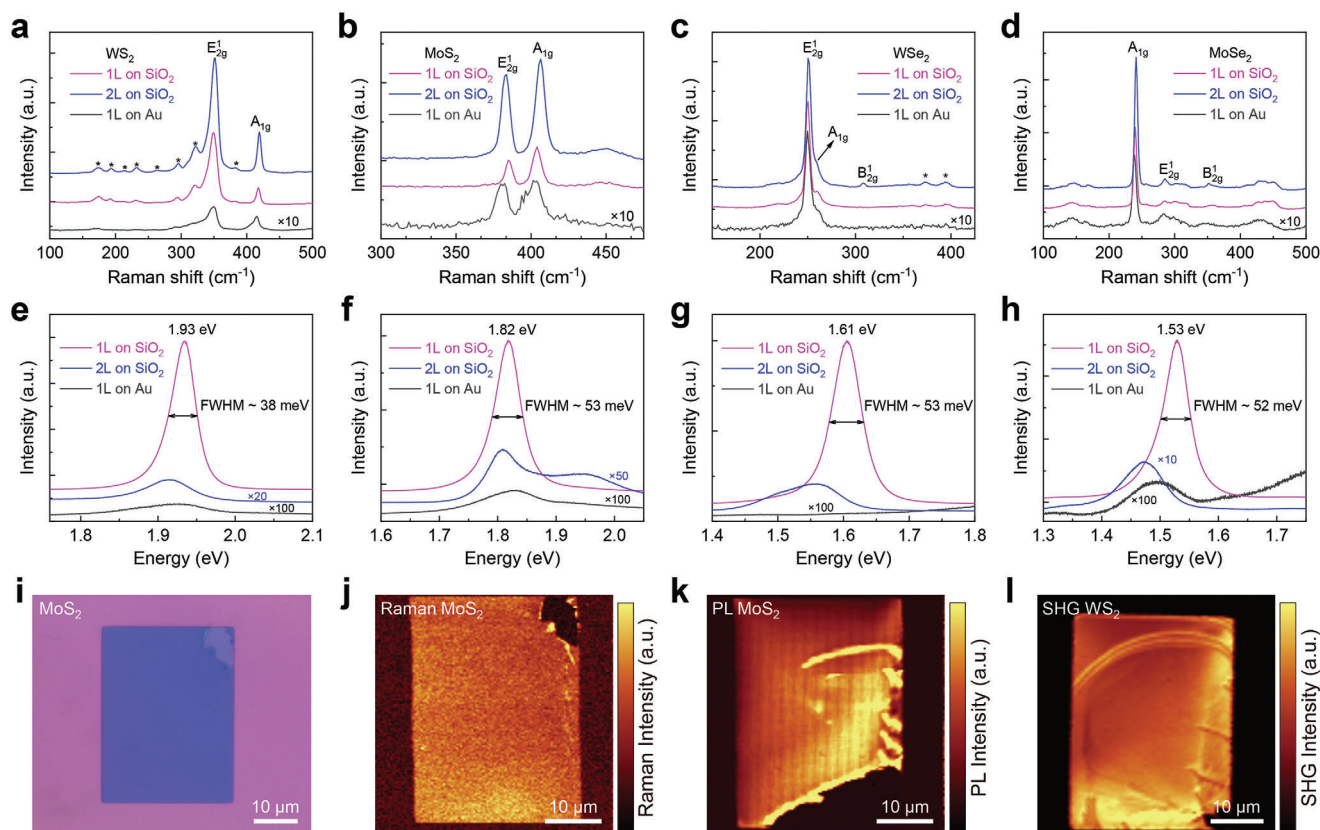 a
WS₂
1L on SiO₂
2L on SiO₂
1L on Au
E¹₂g
A₁g
* * * * * * * *
×10
100 200 300 400 500
Raman shift (cm⁻¹)
Intensity (a.u.)
b
MoS₂
1L on SiO₂
2L on SiO₂
1L on Au
E¹₂g
A₁g
×10
300 350 400 450
Raman shift (cm⁻¹)
Intensity (a.u.)
c
E¹₂g
WSe₂
1L on SiO₂
2L on SiO₂
1L on Au
A₁g
B¹₂g
* *
×10
200 250 300 350 400
Raman shift (cm⁻¹)
Intensity (a.u.)
d
A₁g
MoSe₂
1L on SiO₂
2L on SiO₂
1L on Au
E¹₂g
B¹₂g
×10
100 200 300 400 500
Raman shift (cm⁻¹)
Intensity (a.u.)
e
1.93 eV
1L on SiO₂
2L on SiO₂
1L on Au
FWHM ~ 38 meV
×20
×100
1.8 1.9 2.0 2.1
Energy (eV)
Intensity (a.u.)
f
1.82 eV
1L on SiO₂
2L on SiO₂
1L on Au
FWHM ~ 53 meV
×50
×100
1.7 1.8 1.9 2.0
Energy (eV)
Intensity (a.u.)
g
1.61 eV
1L on SiO₂
2L on SiO₂
1L on Au
FWHM ~ 53 meV
×100
1.4 1.5 1.6 1.7 1.8
Energy (eV)
Intensity (a.u.)
h
1.53 eV
1L on SiO₂
2L on SiO₂
1L on Au
FWHM ~ 52 meV
×10
×100
1.3 1.4 1.5 1.6 1.7
Energy (eV)
Intensity (a.u.)
i
MoS₂
10 μm
j
Raman MoS₂
10 μm
Raman Intensity (a.u.)
k
PL MoS₂
10 μm
PL Intensity (a.u.)
l
SHG WS₂
10 μm
SHG Intensity (a.u.)